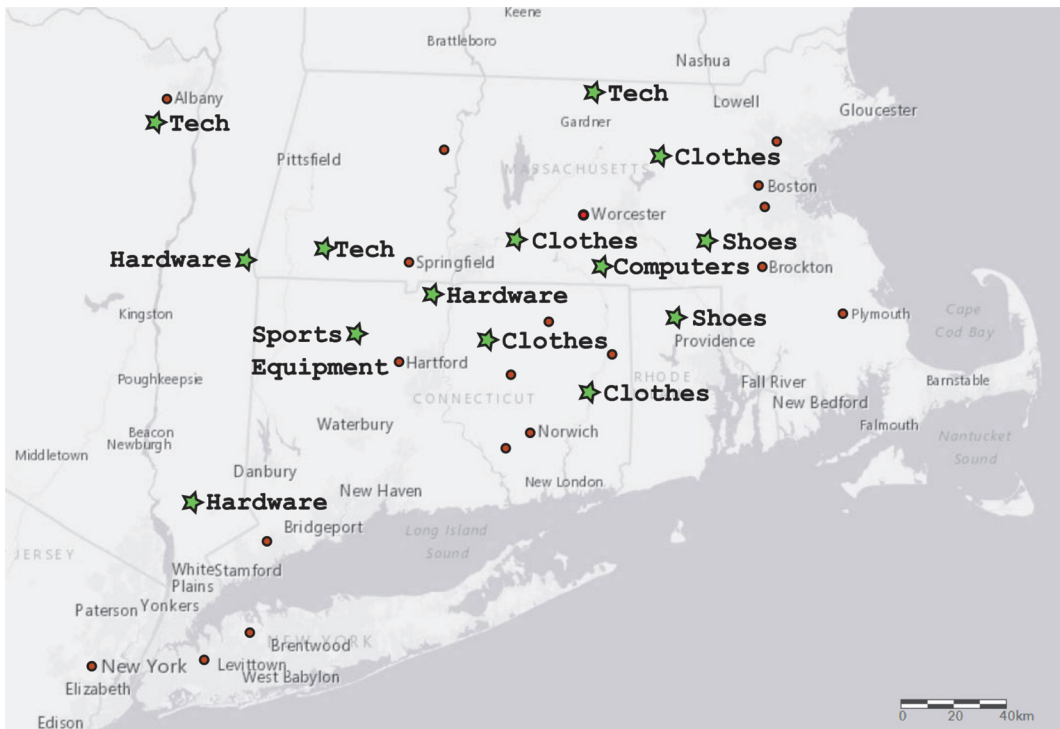 Keene
Brattleboro
Nashua
Albany
Tech
Tech
Lowell
Gloucester
Gardner
Pittsfield
MASSACHUSETTS
Clothes
Boston
Worcester
Clothes
Shoes
Tech
Hardware
Springfield
Computers
Brockton
Hardware
Kingston
Shoes
Plymouth
Cape
Cod Bay
Sports
Equipment
Clothes
Providence
Hartford
Poughkeepsie
RHODE
Fall River
Barnstable
CONNECTICUT
Clothes
New Bedford
Waterbury
Norwich
Falmouth
Beacon
Newburgh
Nantucket
Sound
Middletown
Danbury
New London
New Haven
Hardware
Bridgeport
Long Island
Sound
JERSEY
White
Plains
Stamford
Paterson
Yonkers
NEW YORK
Brentwood
New York
Levittown
West Babylon
Elizabeth
Edison
0 20 40km